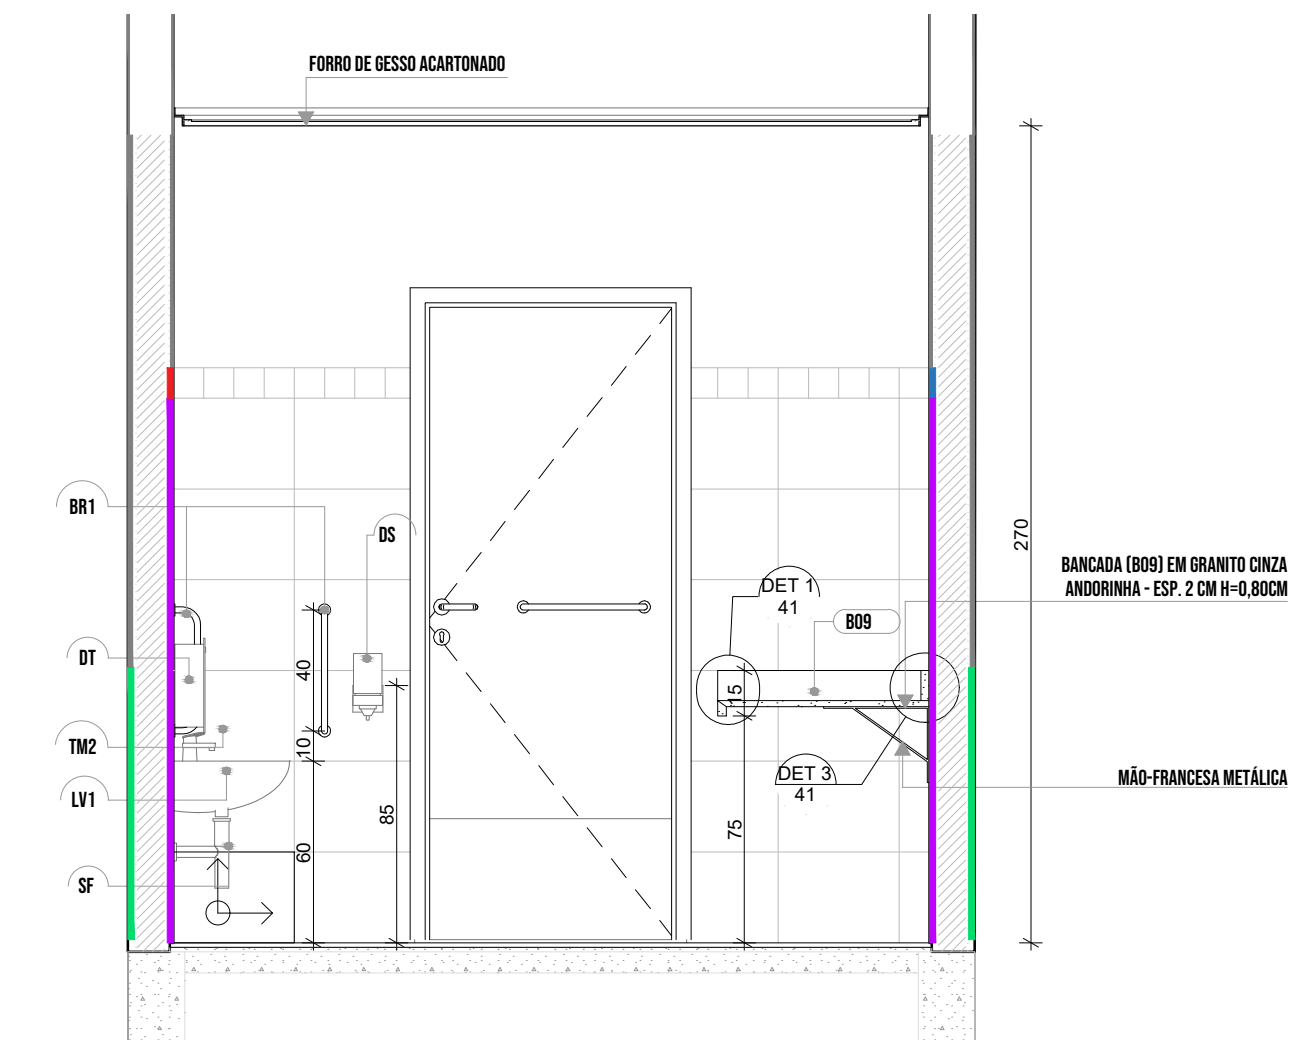 FORRO DE GESSO ACARTONADO
BR1
DS
270
BANCADA (B09) EM GRANITO CINZA
ANDORINHA - ESP. 2 CM H=0,80CM
DET 1
41
B09
DT
40
15
TM2
10
DET 3
41
MÃO-FRANCESA METÁLICA
LV1
85
75
60
SF